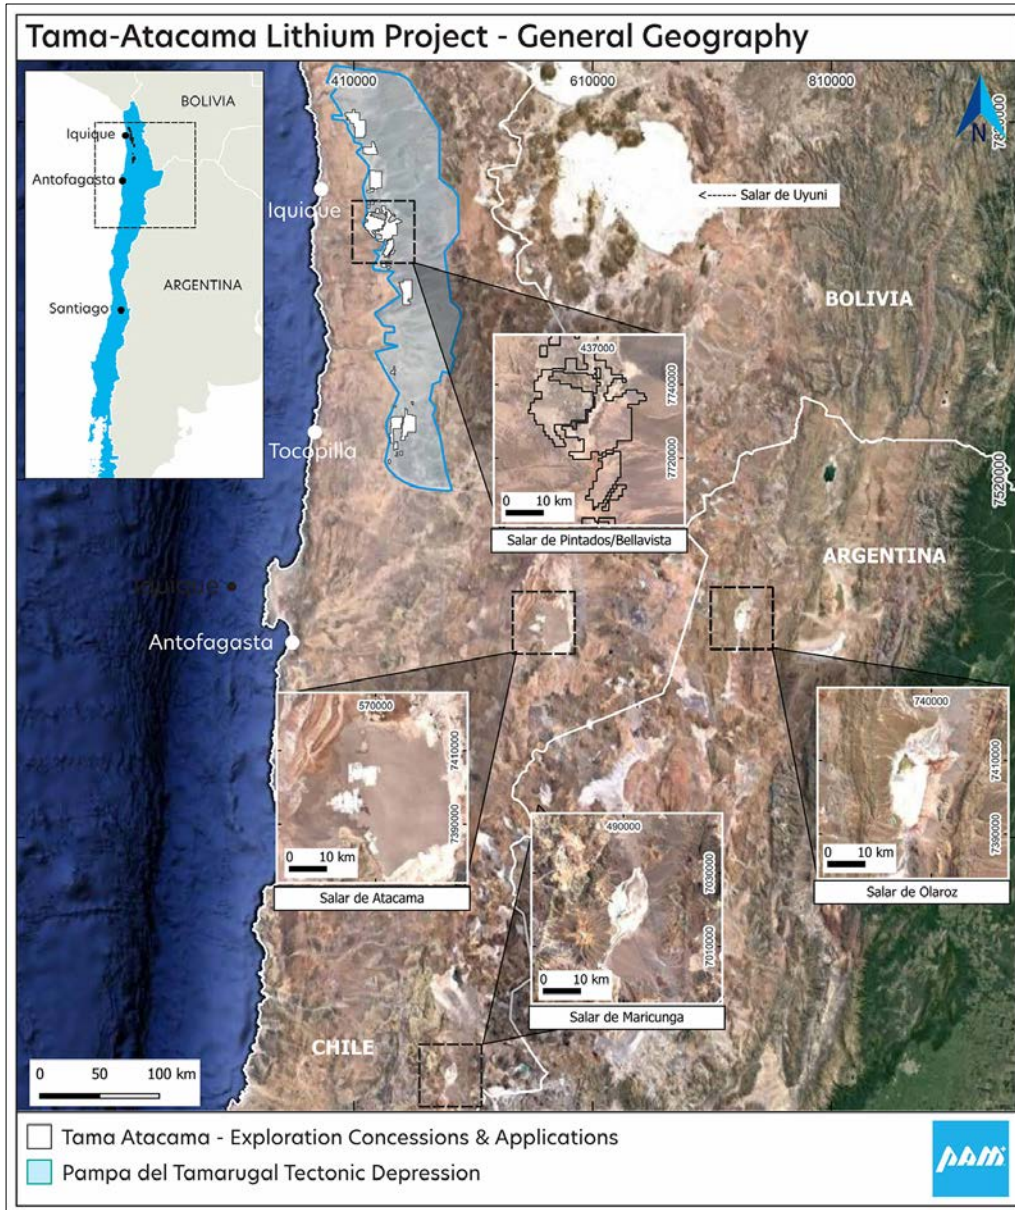 Tama-Atacama Lithium Project - General Geography
410000
610000
810000
BOLIVIA
Iquique
Antofagasta
ARGENTINA
Santiago
N
Iquique
<------ Salar de Uyuni
BOLIVIA
437000
7740000
7720000
0 10 km
Salar de Pintados/Bellavista
Tocopilla
7520000
ARGENTINA
Iquique
Antofagasta
570000
7410000
7390000
0 10 km
Salar de Atacama
740000
7410000
7390000
0 10 km
Salar de Olaroz
490000
7030000
7010000
0 10 km
Salar de Maricunga
CHILE
0 50 100 km
Tama Atacama - Exploration Concessions & Applications
Pampa del Tamarugal Tectonic Depression
PAM